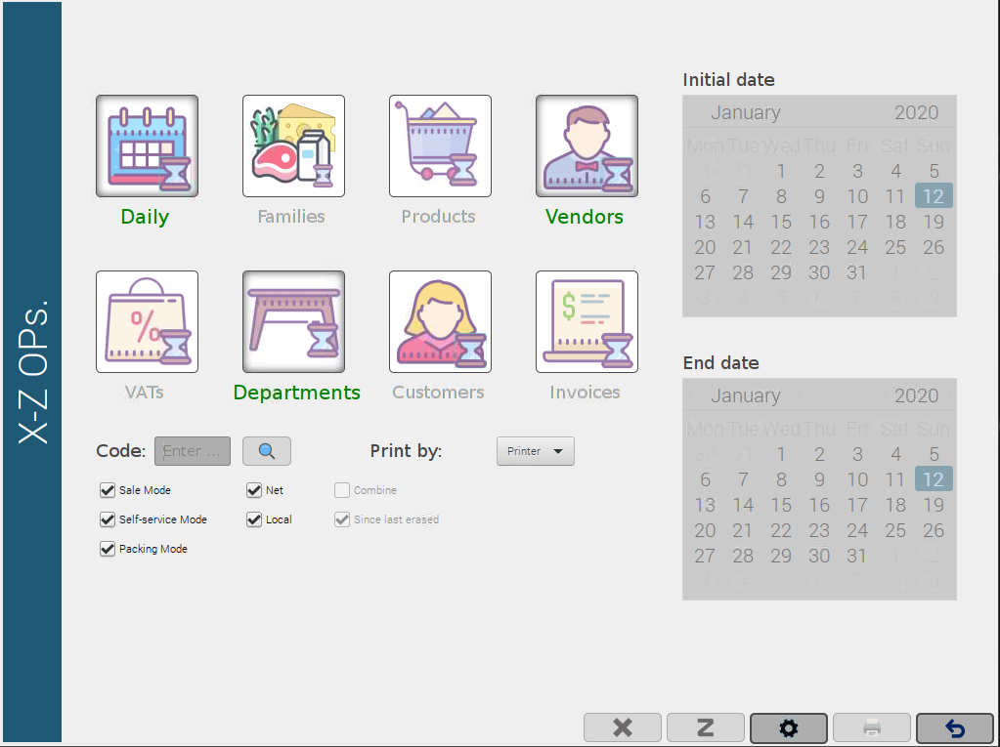 X-Z OPs.
Daily
Families
Products
Vendors
VATs
%
Departments
Customers
$
Invoices
Code:
Enter ...
Print by:
Printer
Sale Mode
Net
Combine
Self-service Mode
Local
Since last erased
Packing Mode
Initial date
January 2020
Mon Tue Wed Thu Fri Sat Sun
30 31 1 2 3 4 5
6 7 8 9 10 11 12
13 14 15 16 17 18 19
20 21 22 23 24 25 26
27 28 29 30 31 1 2
3 4 5 6 7 8 9
End date
January 2020
Mon Tue Wed Thu Fri Sat Sun
30 31 1 2 3 4 5
6 7 8 9 10 11 12
13 14 15 16 17 18 19
20 21 22 23 24 25 26
27 28 29 30 31 1 2
3 4 5 6 7 8 9
Z